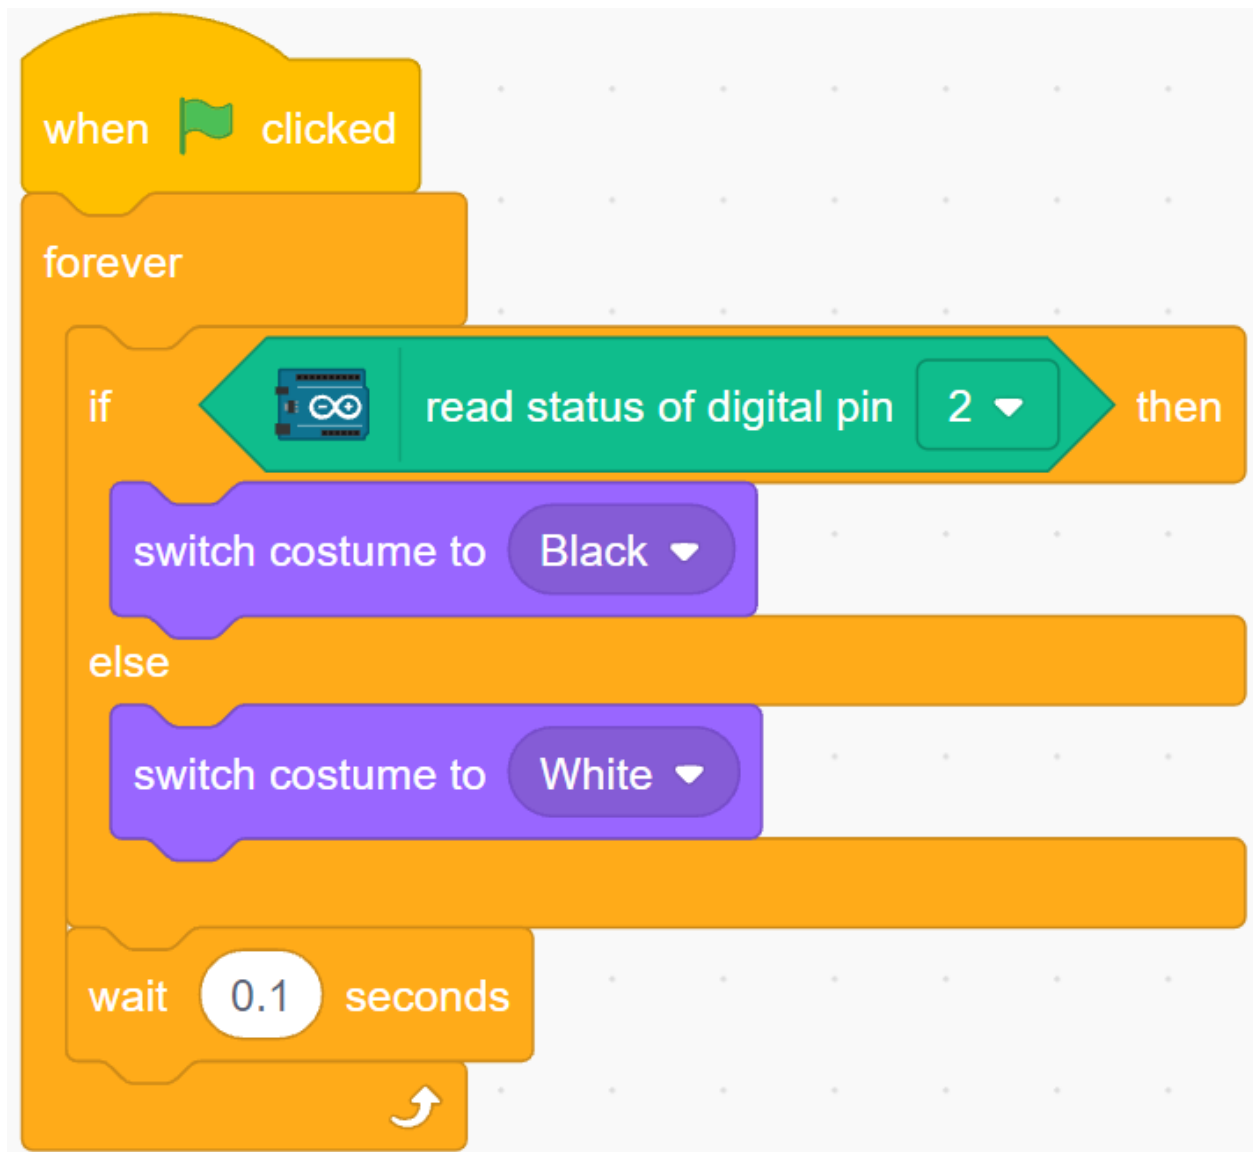 when clicked
forever
if read status of digital pin 2 then
switch costume to Black
else
switch costume to White
wait 0.1 seconds